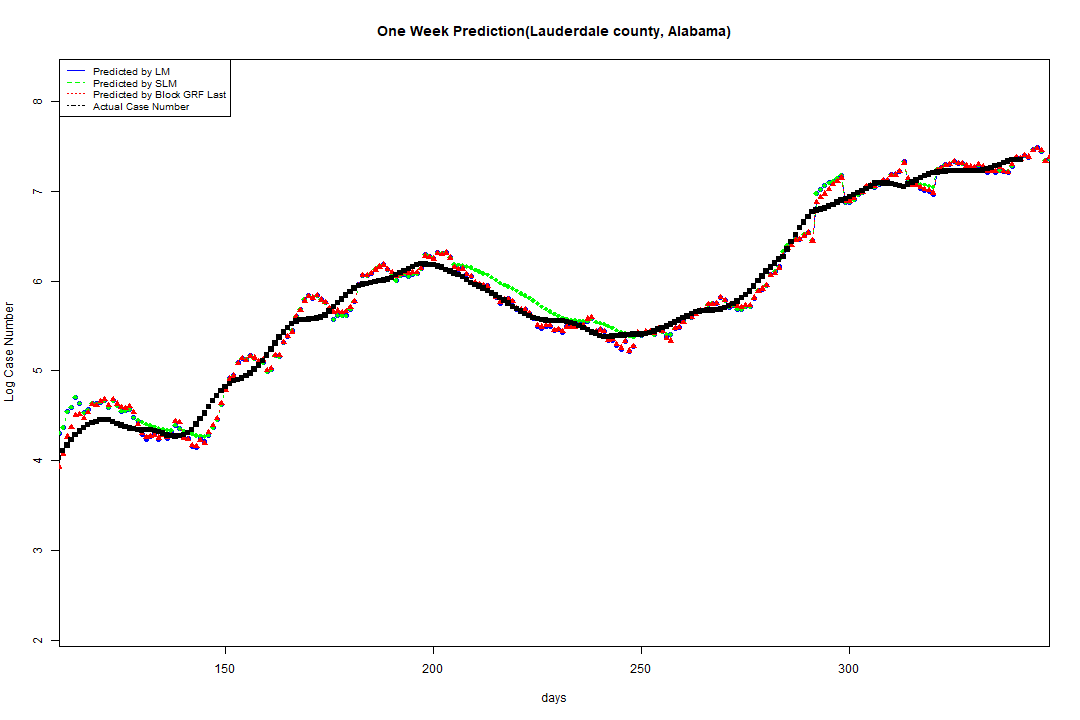 One Week Prediction(Lauderdale county, Alabama)
Predicted by LM
Predicted by SLM
Predicted by Block GRF Last
Actual Case Number
8
7
6
5
4
3
2
Log Case Number
150 200 250 300
days